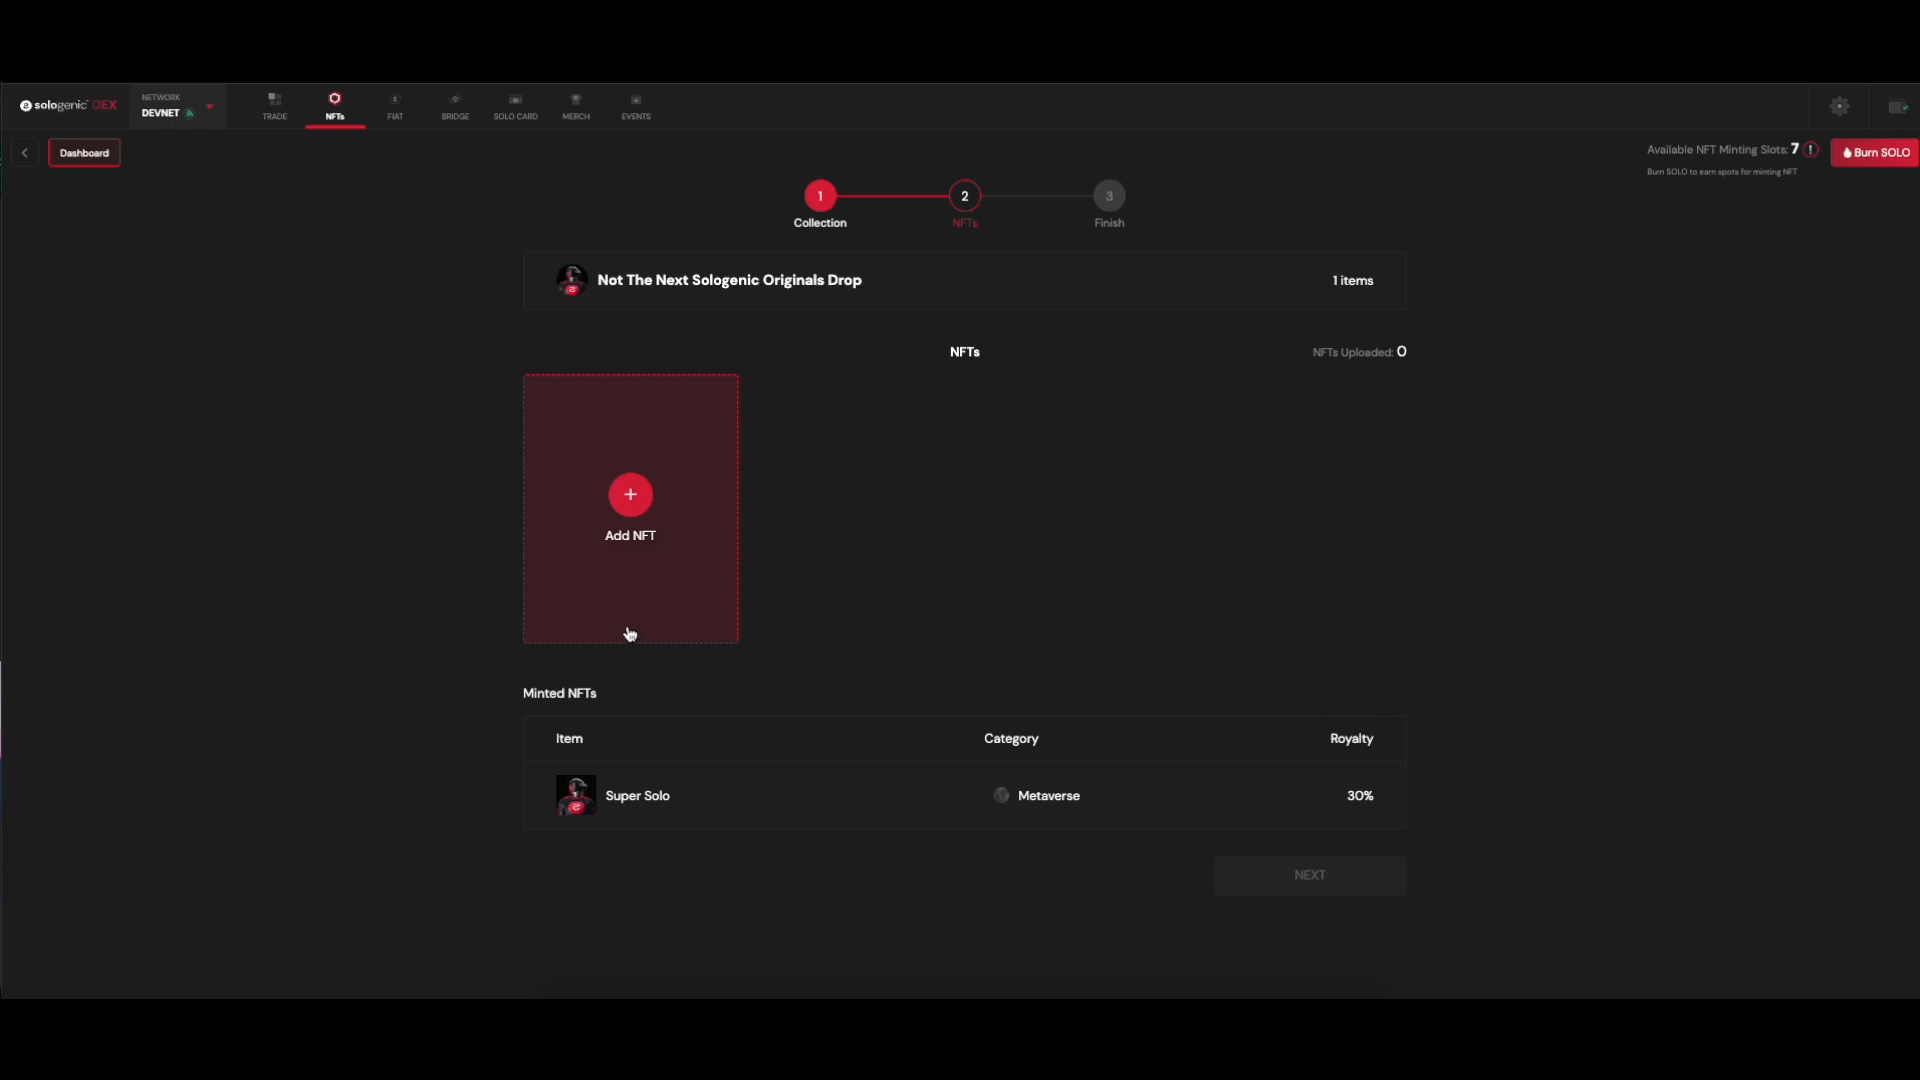 sologenic DEX
NETWORK
DEVNET
TRADE
NFTs
FIAT
BRIDGE
SOLO CARD
MERCH
EVENTS
Dashboard
Available NFT Minting Slots: 7
Burn SOLO to earn spots for minting NFT
Burn SOLO
1
2
3
Collection
NFTs
Finish
Not The Next Sologenic Originals Drop
1 items
NFTs
NFTs Uploaded: 0
+
Add NFT
Minted NFTs
Item Category Royalty
Super Solo Metaverse 30%
NEXT